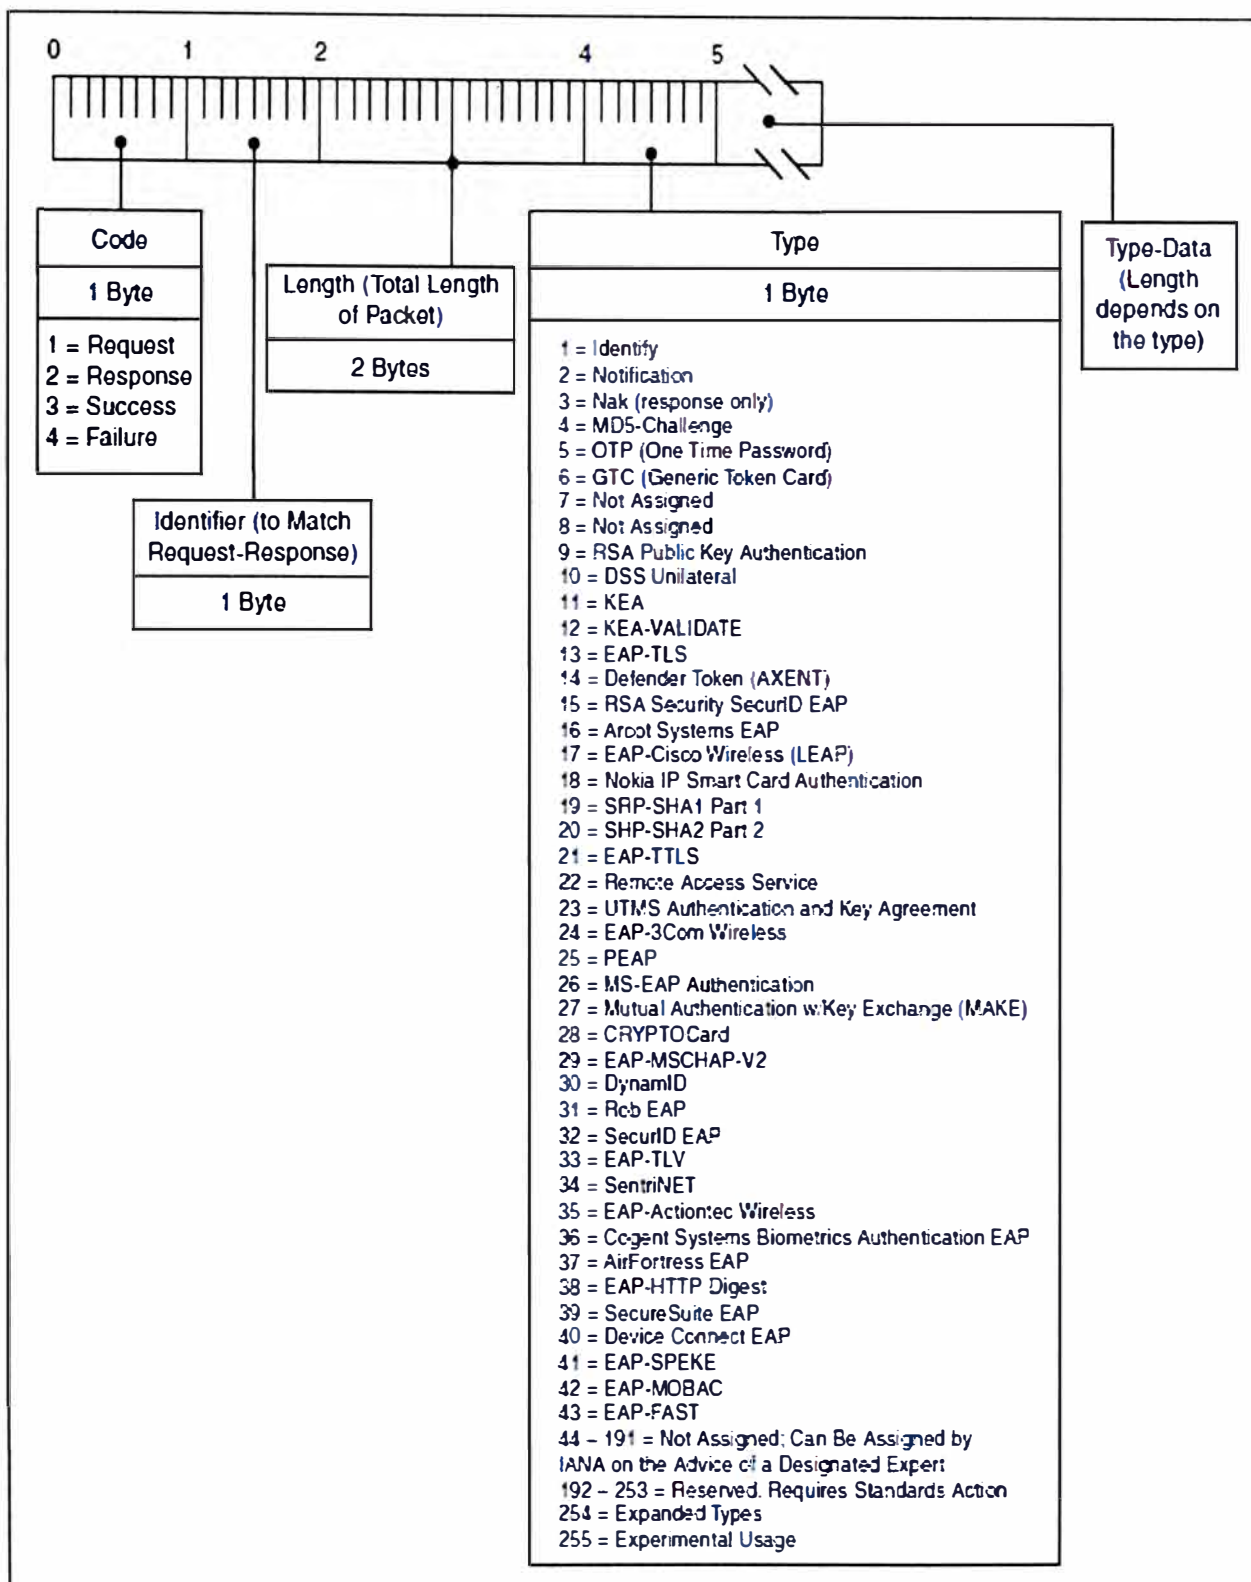 0 1 2 4 5
Code
1 Byte
1 = Request
2 = Response
3 = Success
4 = Failure
Identifier (to Match
Request-Response)
1 Byte
Length (Total Length
of Packet)
2 Bytes
Type
1 Byte
1 = Identify
2 = Notification
3 = Nak (response only)
4 = MD5-Challenge
5 = OTP (One Time Password)
6 = GTC (Generic Token Card)
7 = Not Assigned
8 = Not Assigned
9 = RSA Public Key Authentication
10 = DSS Unilateral
11 = KEA
12 = KEA-VALIDATE
13 = EAP-TLS
14 = Defender Token (AXENT)
15 = RSA Security SecurID EAP
16 = Arcot Systems EAP
17 = EAP-Cisco Wireless (LEAP)
18 = Nokia IP Smart Card Authentication
19 = SRP-SHA1 Part 1
20 = SHP-SHA2 Part 2
21 = EAP-TTLS
22 = Remote Access Service
23 = UTMS Authentication and Key Agreement
24 = EAP-3Com Wireless
25 = PEAP
26 = MS-EAP Authentication
27 = Mutual Authentication w/Key Exchange (MAKE)
28 = CRYPTOCard
29 = EAP-MSCHAP-V2
30 = DynamID
31 = Rob EAP
32 = SecurID EAP
33 = EAP-TLV
34 = SentriNET
35 = EAP-Actiontec Wireless
36 = Cogent Systems Biometrics Authentication EAP
37 = AirFortress EAP
38 = EAP-HTTP Digest
39 = SecureSuite EAP
40 = Device Connect EAP
41 = EAP-SPEKE
42 = EAP-MOBAC
43 = EAP-FAST
44 – 191 = Not Assigned; Can Be Assigned by
IANA on the Advice of a Designated Expert
192 – 253 = Reserved. Requires Standards Action
254 = Expanded Types
255 = Experimental Usage
Type-Data
(Length
depends on
the type)